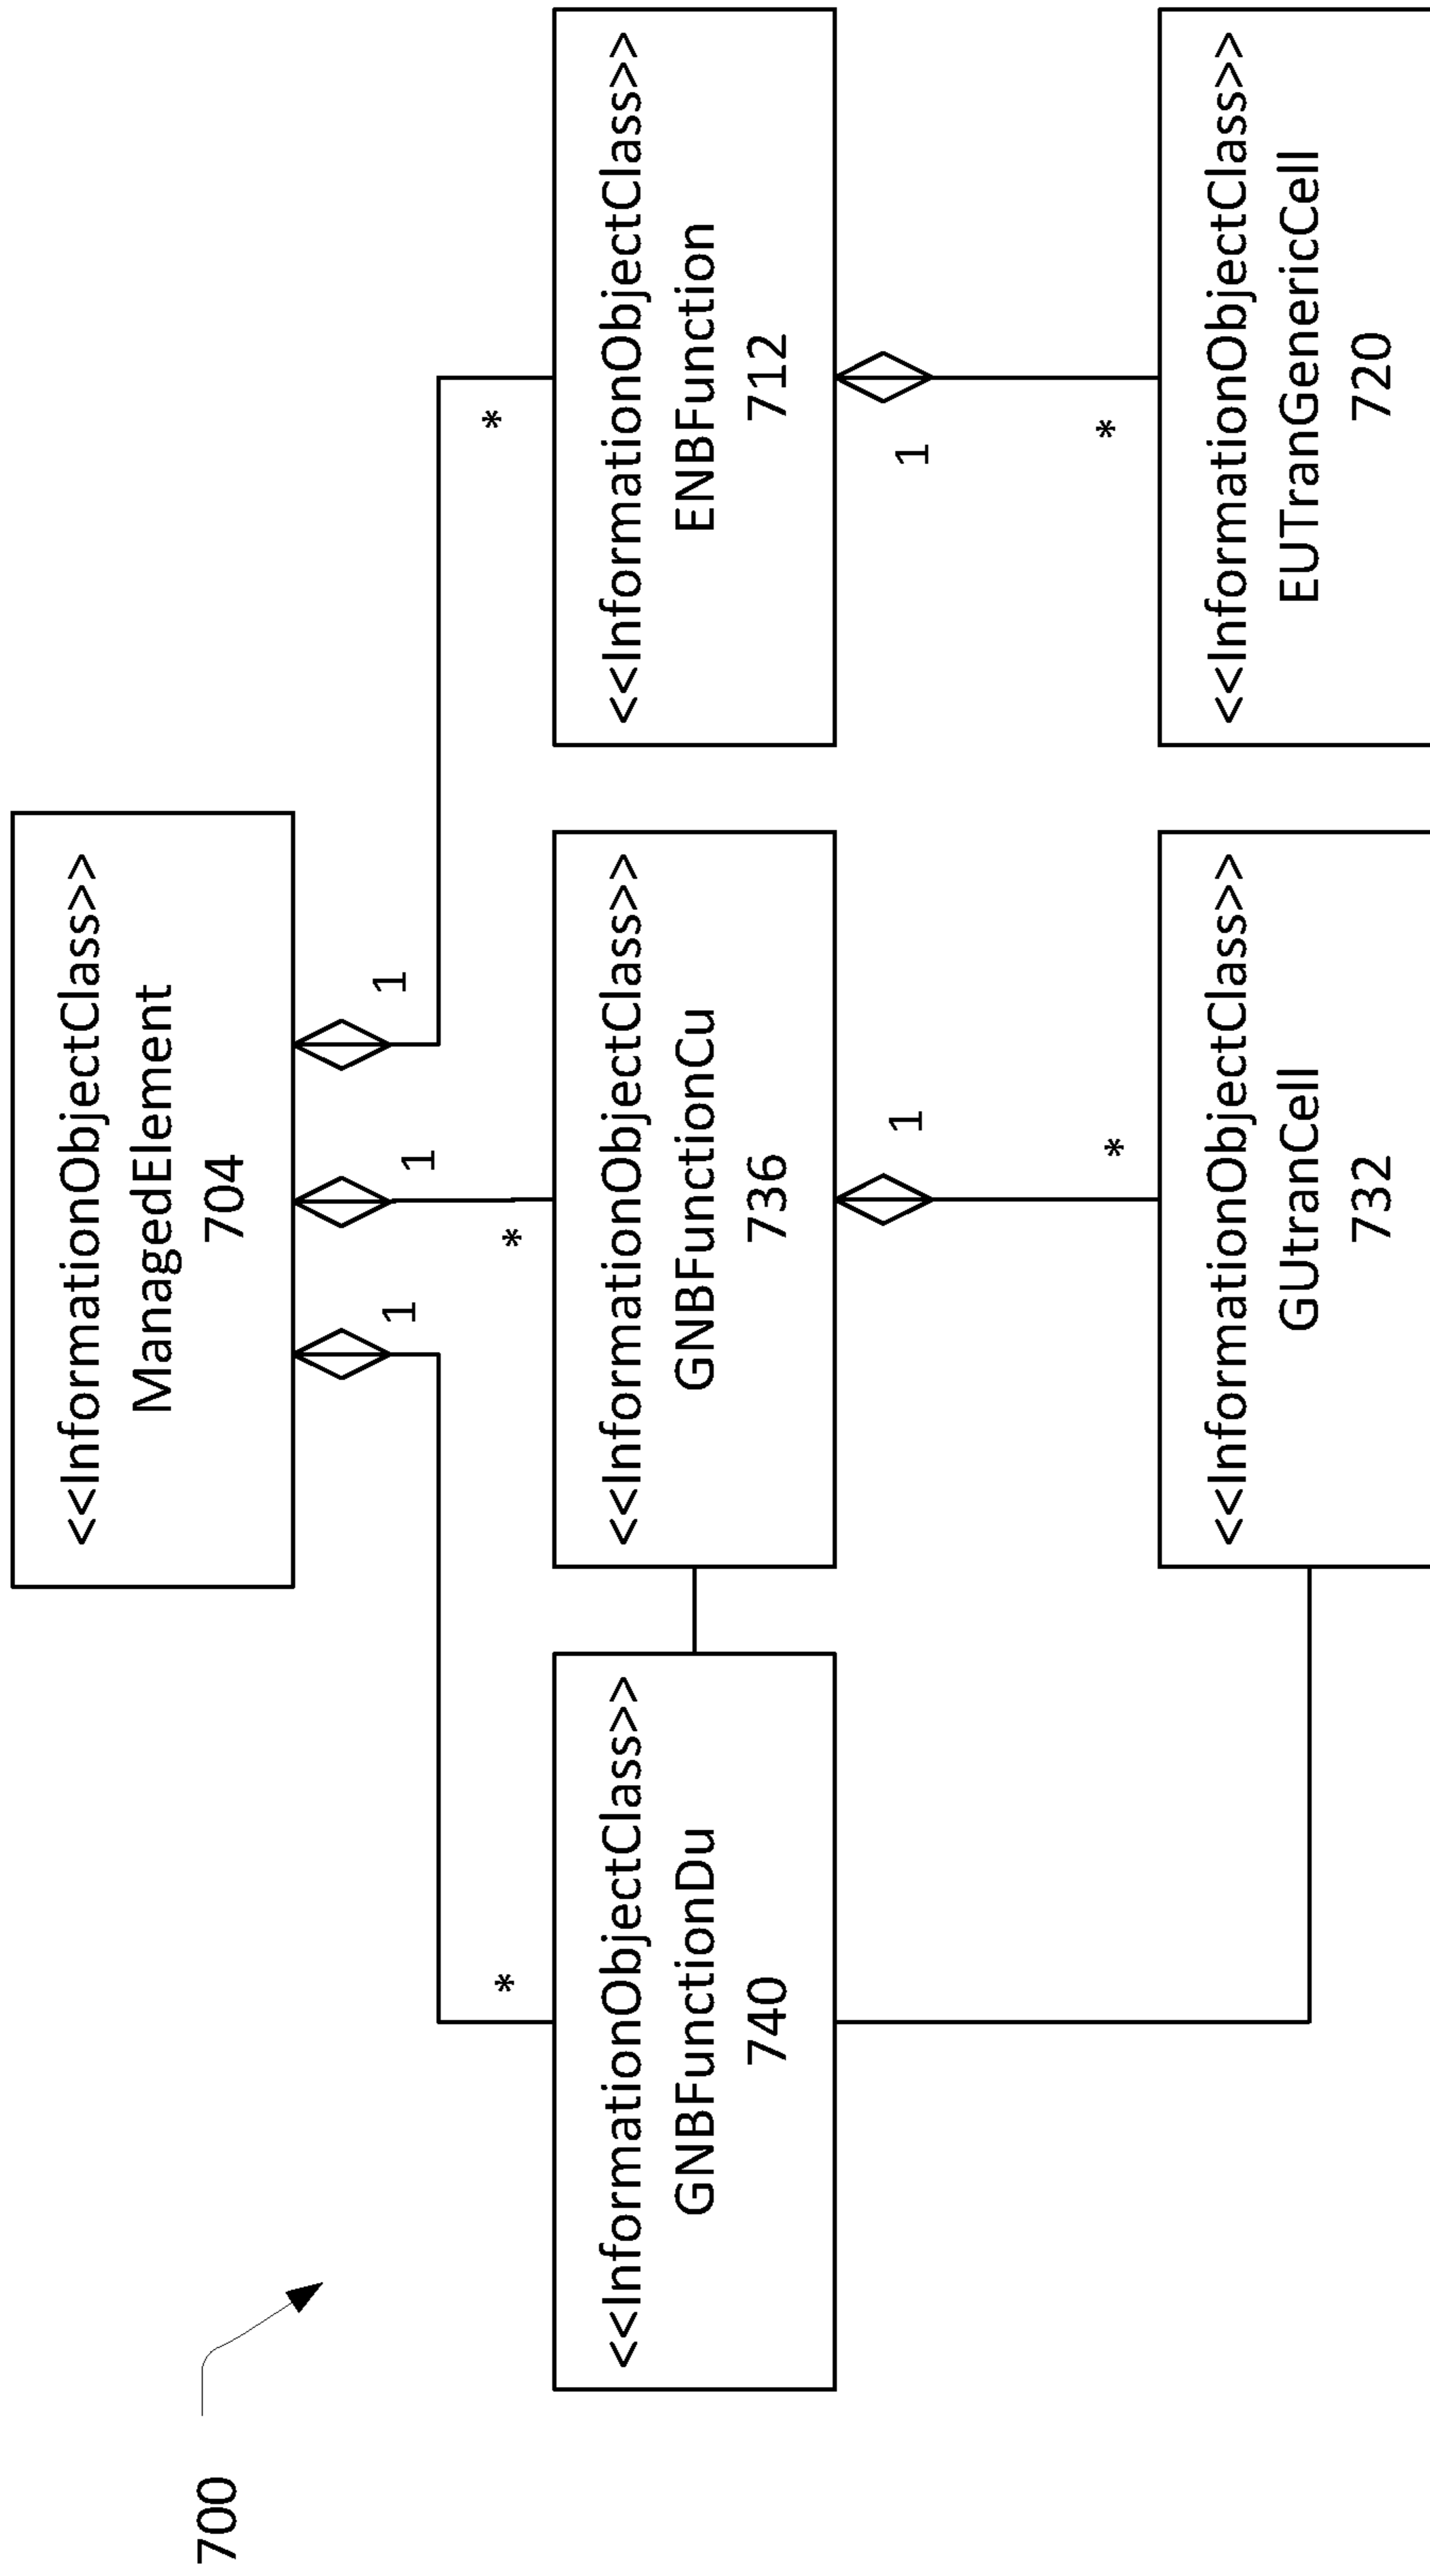 700
<<InformationObjectClass>>
ManagedElement
704
1
1
1
*
*
*
<<InformationObjectClass>>
GNBFunctionDu
740
<<InformationObjectClass>>
GNBFunctionCu
736
<<InformationObjectClass>>
ENBFunction
712
1
*
1
*
<<InformationObjectClass>>
GUtranCell
732
<<InformationObjectClass>>
EUTranGenericCell
720